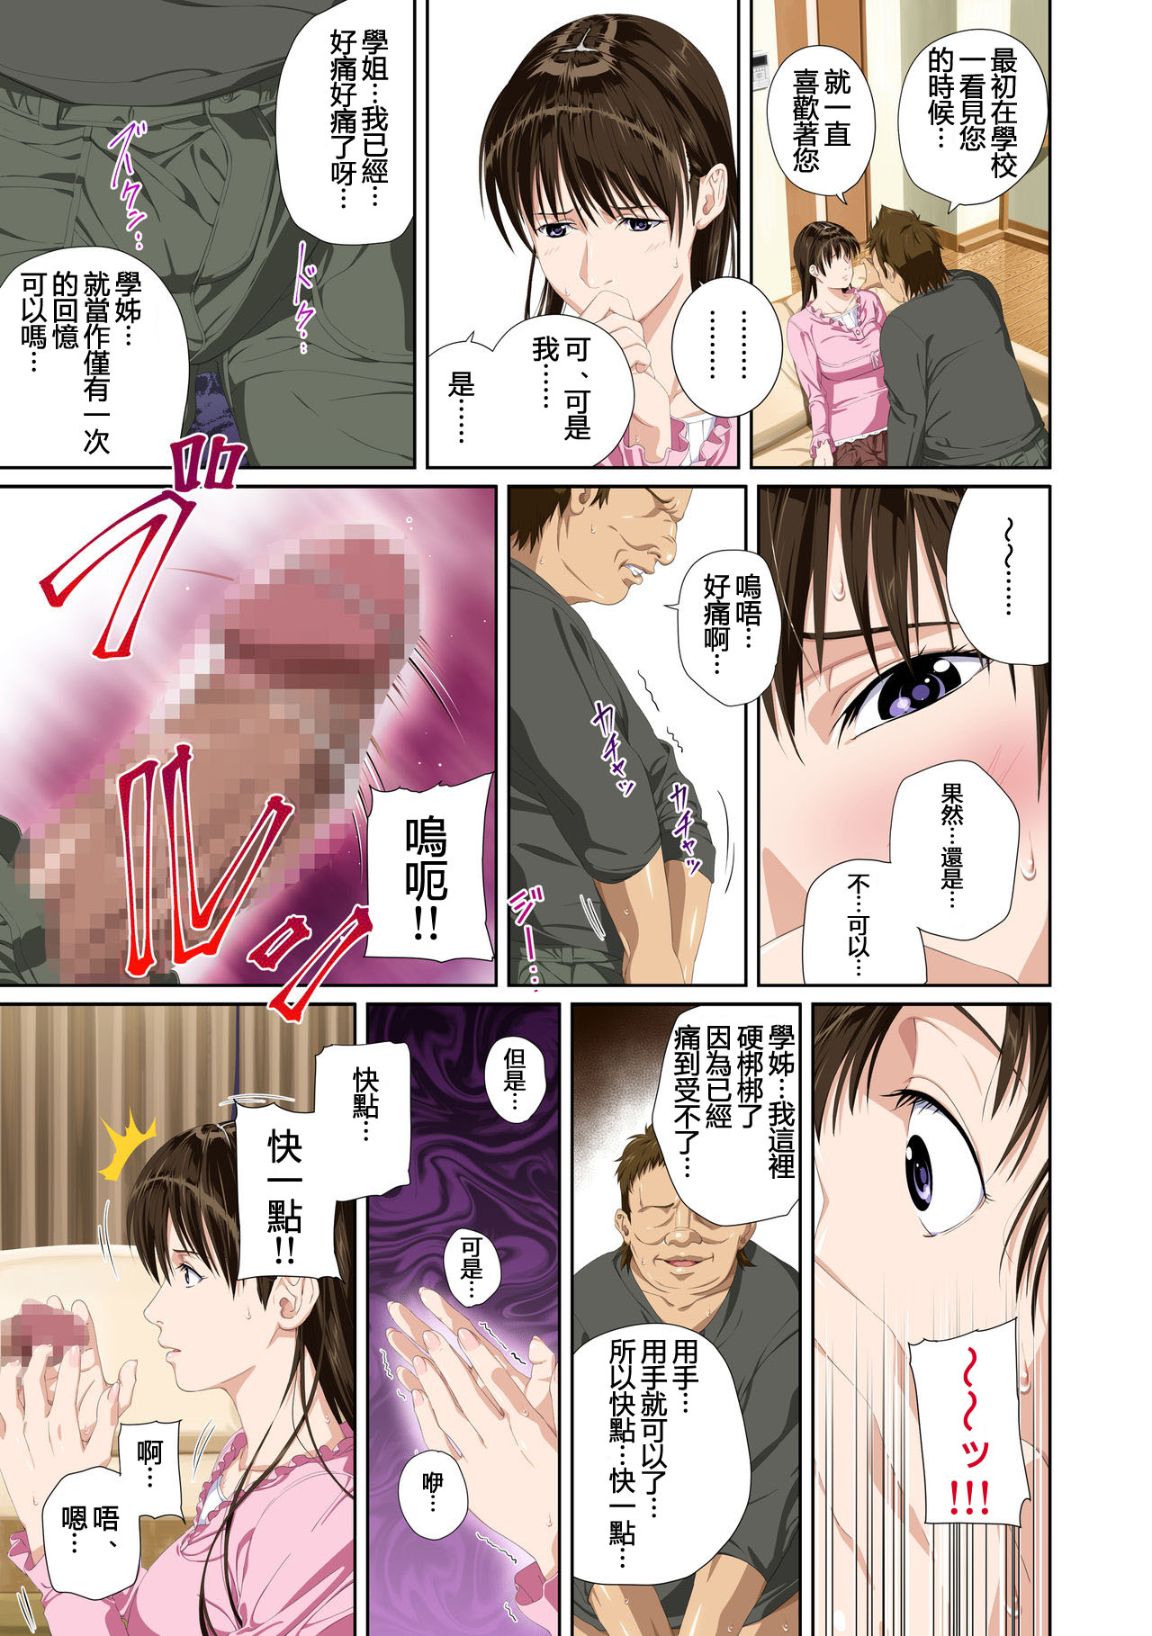 最初在學校
一看見您
的時候…
就一直
喜歡著您
………
………
可、可是
我……
是……
學姐…我已經…
好痛好痛了呀…
ズークン…
ドクン…
學姊…
就當作僅有一次
的回憶
可以嗎…
～～……
果然…還是…
不…可以…
嗚唔…
好痛啊…
カチャッ
カチャッ
ジー…
ブルルン
嗚呃!!
～～ッ!!!
學姊…我這裡
硬梆梆了
因為已經
痛到受不了…
用手…
用手就可以了…
所以快點…快一點…
但是…
可是…
咿…
快點…
快一點!!
啊…
唔、
嗯…